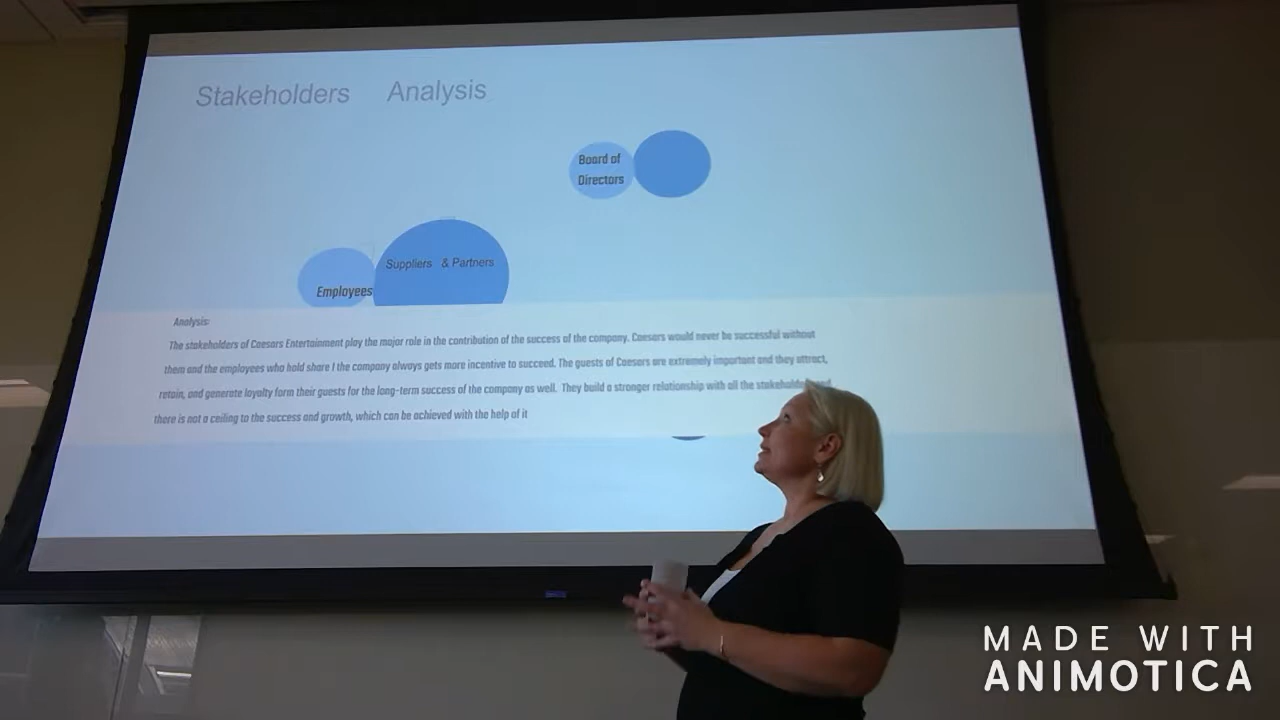 Stakeholders Analysis
Board of
Directors
Suppliers & Partners
Employees
Analysis:
The stakeholders of Caesars Entertainment play the major role in the contribution of the success of the company. Caesars would never be successful without
them and the employees who hold share I the company always gets more incentive to succeed. The guests of Caesars are extremely important and they attract,
retain, and generate loyalty form their guests for the long-term success of the company as well. They build a stronger relationship with all the
there is not a ceiling to the success and growth, which can be achieved with the help of it
MADE WITH
ANIMOTICA